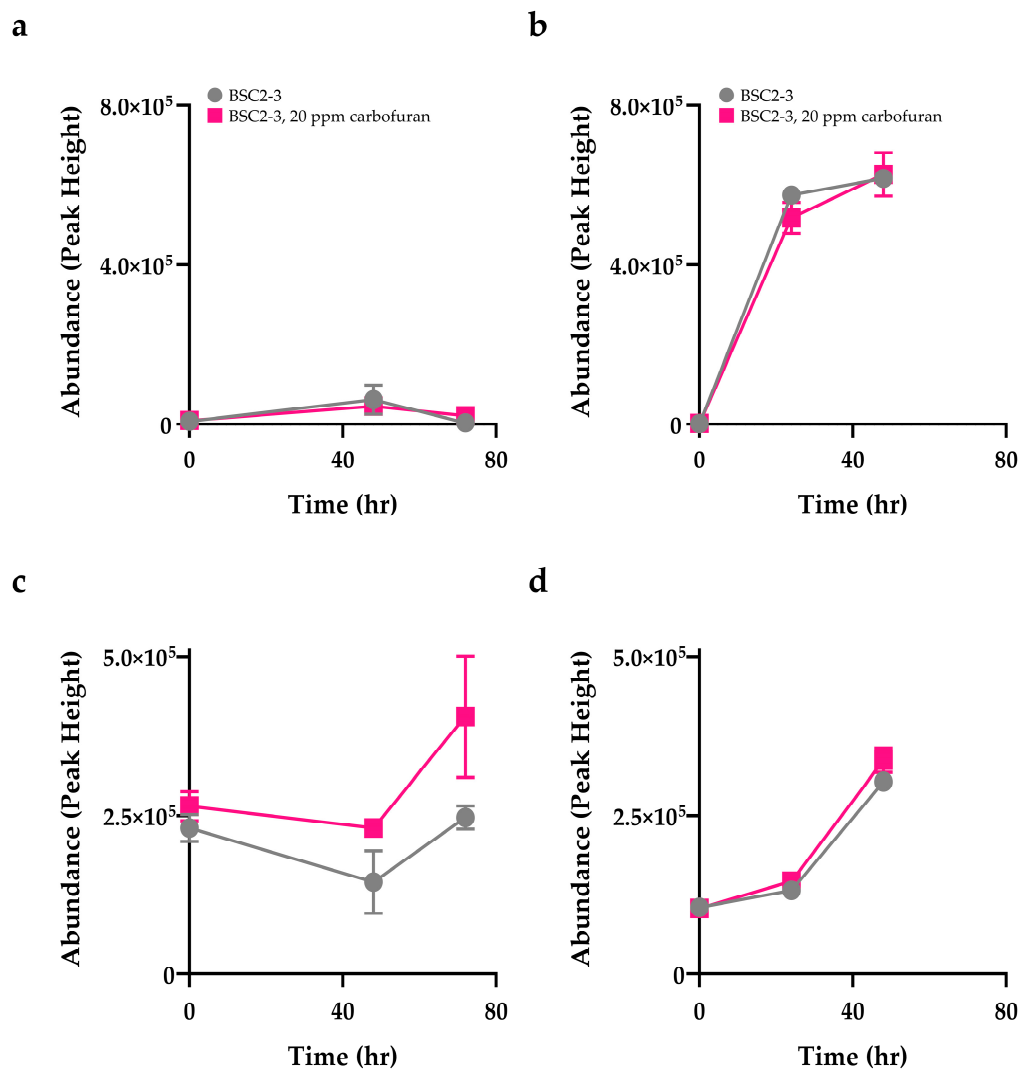 a
BSC2-3
BSC2-3, 20 ppm carbofuran
8.0×10⁵
4.0×10⁵
0
Abundance (Peak Height)
0 40 80
Time (hr)
b
BSC2-3
BSC2-3, 20 ppm carbofuran
8.0×10⁵
4.0×10⁵
0
Abundance (Peak Height)
0 40 80
Time (hr)
c
5.0×10⁵
2.5×10⁵
0
Abundance (Peak Height)
0 40 80
Time (hr)
d
5.0×10⁵
2.5×10⁵
0
Abundance (Peak Height)
0 40 80
Time (hr)